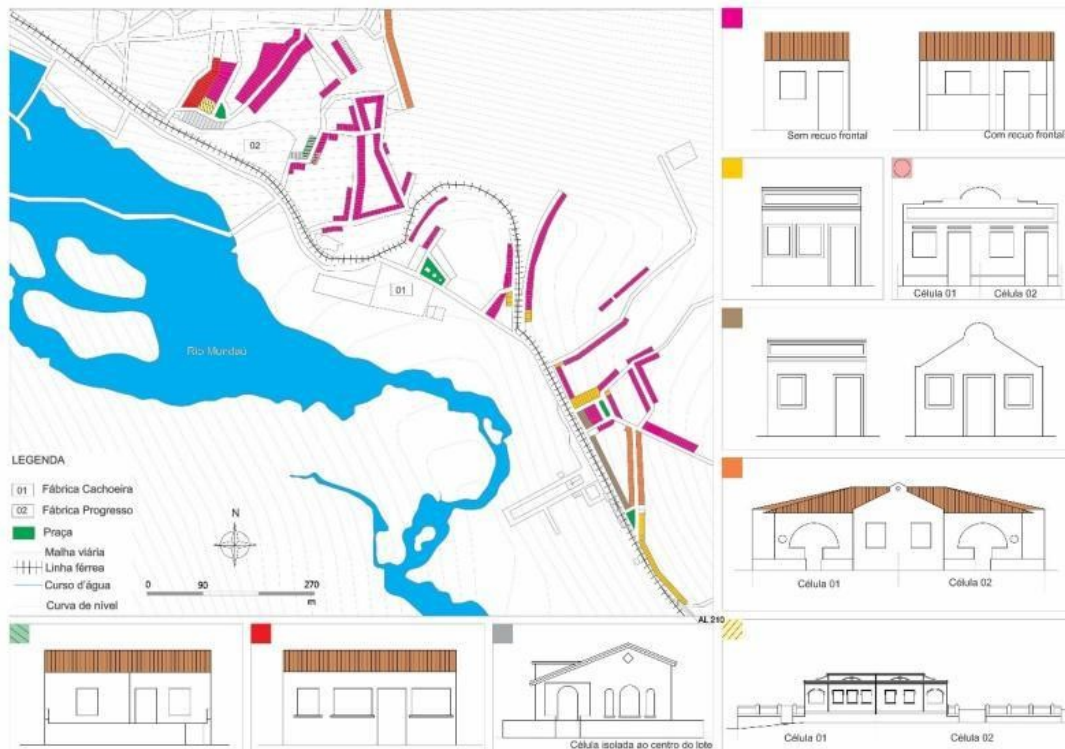 02
01
Rio Mundaú
LEGENDA
01 Fábrica Cachoeira
02 Fábrica Progresso
Praça
Malha viária
Linha férrea
Curso d'água
Curva de nível
N
0 90 270
m
AL 210
Sem recuo frontal
Com recuo frontal
Célula 01
Célula 02
Célula 01
Célula 02
Célula isolada ao centro do lote
Célula 01
Célula 02